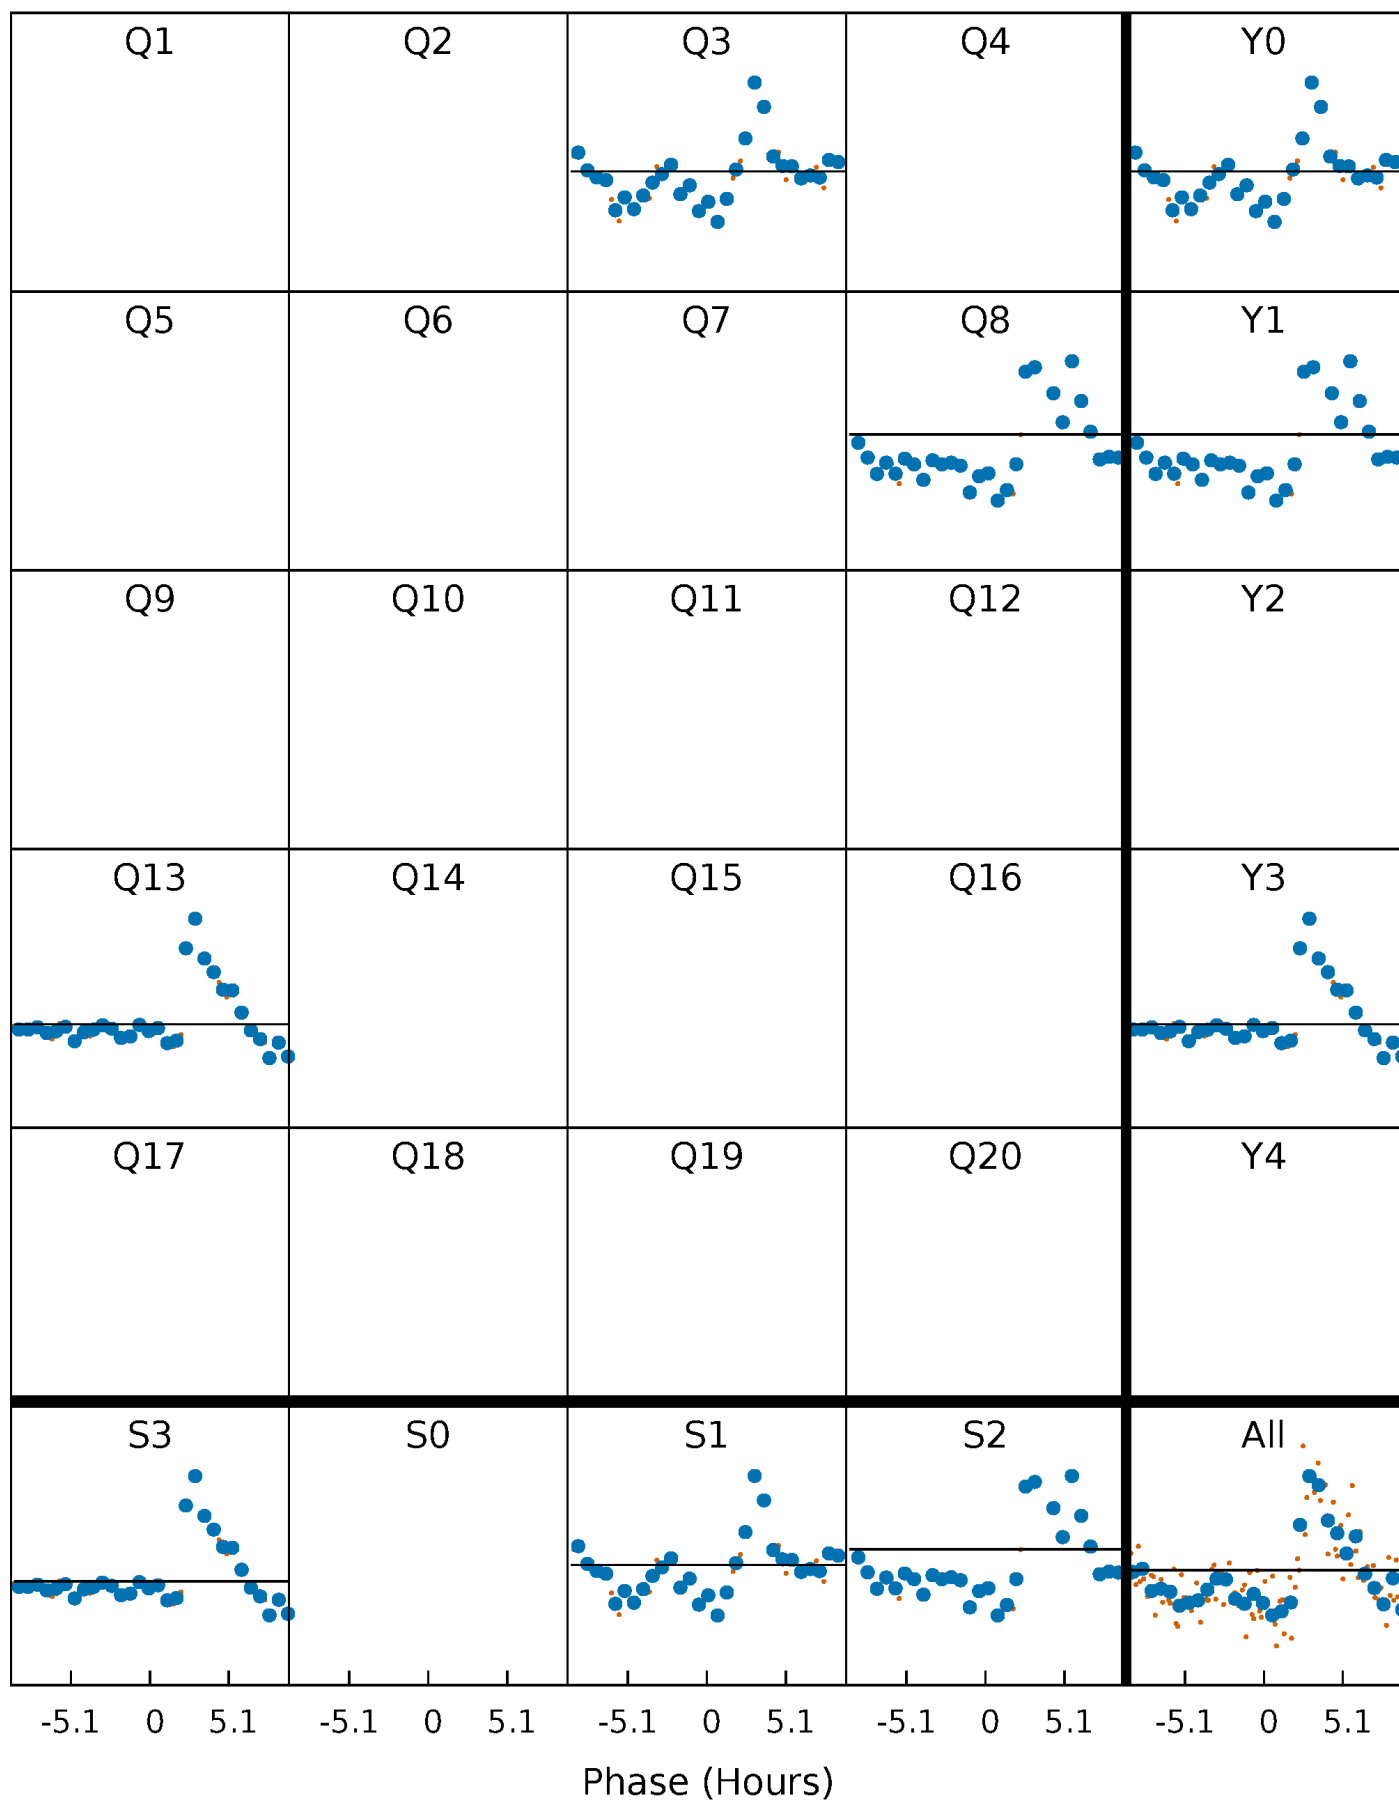 Q1 Q2 Q3 Q4 Y0
Q5 Q6 Q7 Q8 Y1
Q9 Q10 Q11 Q12 Y2
Q13 Q14 Q15 Q16 Y3
Q17 Q18 Q19 Q20 Y4
S3 S0 S1 S2 All
-5.1 0 5.1 -5.1 0 5.1 -5.1 0 5.1 -5.1 0 5.1 -5.1 0 5.1
Phase (Hours)